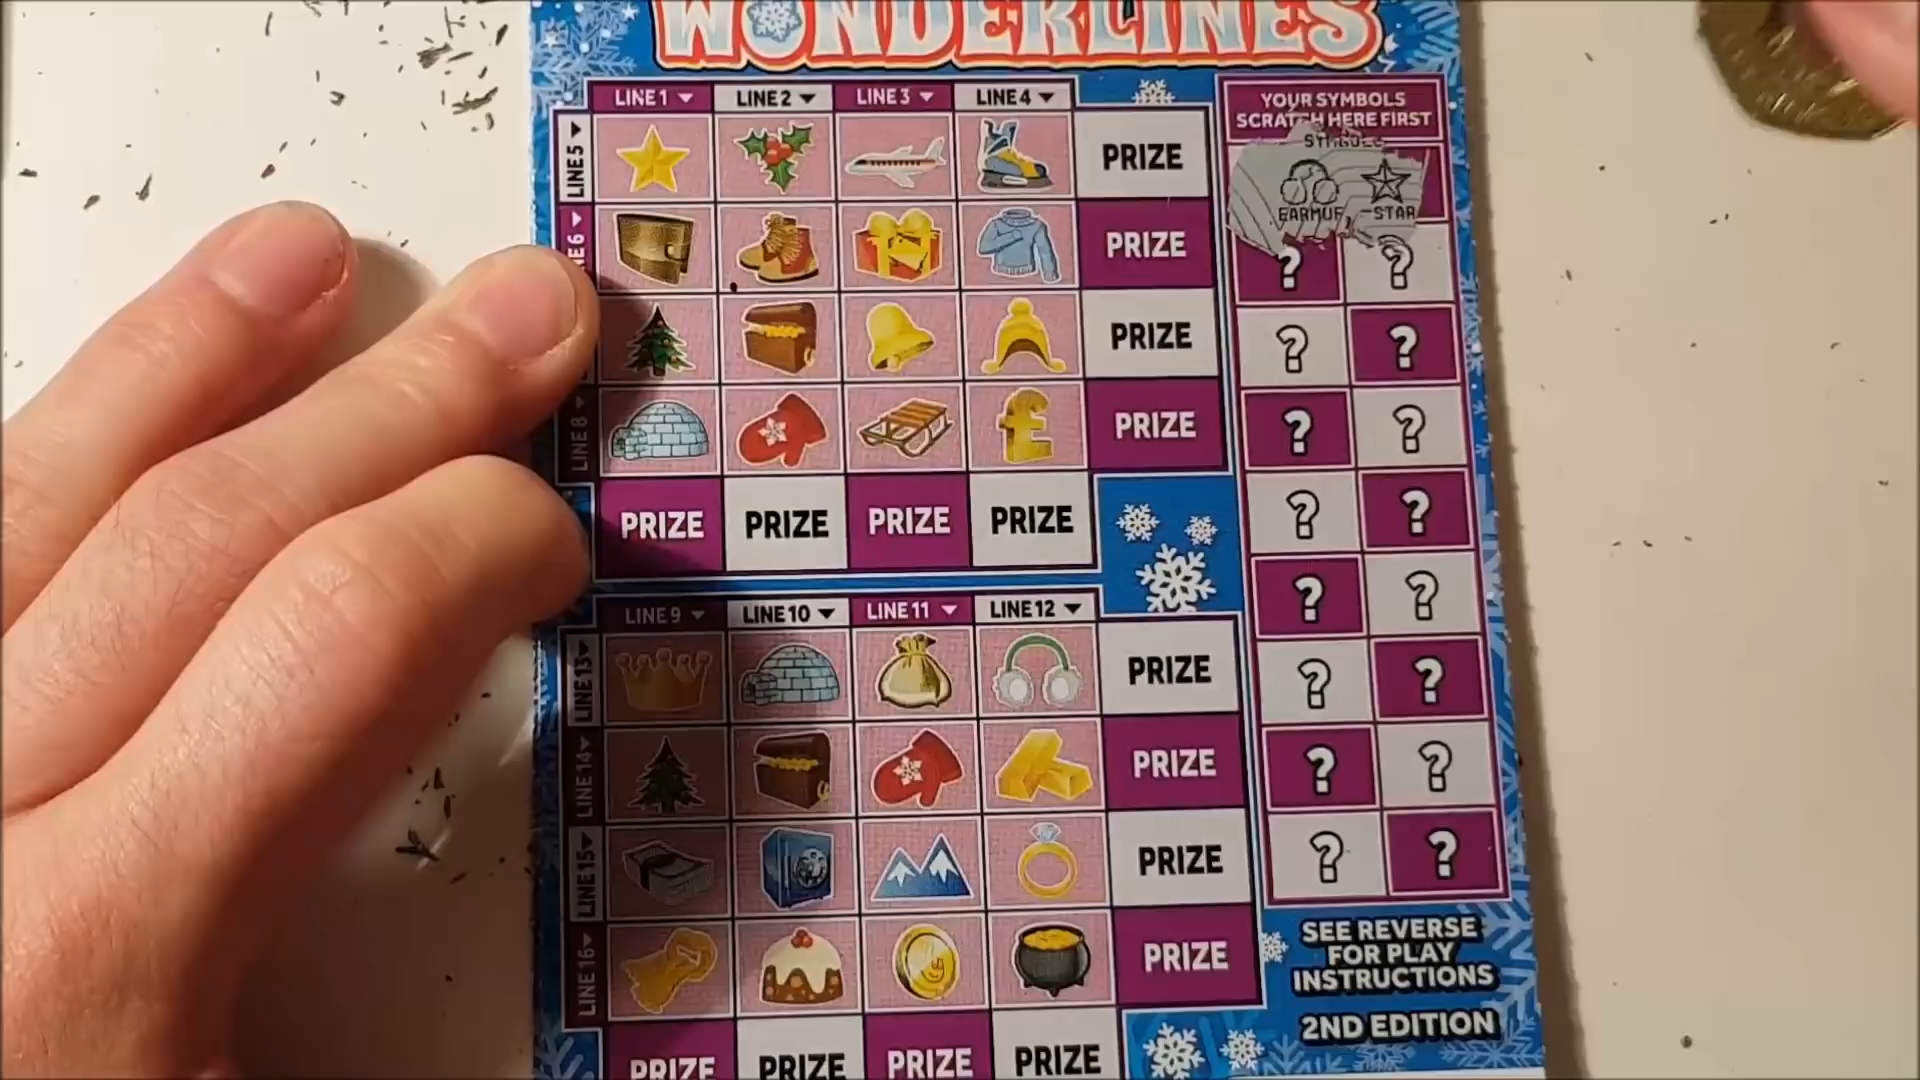 WONDERLINES
LINE 1 LINE 2 LINE 3 LINE 4
YOUR SYMBOLS
SCRATCH HERE FIRST
LINE 5
PRIZE
SYMBOLS
EARMUF STAR
PRIZE
PRIZE
LINE 8
PRIZE
PRIZE PRIZE PRIZE PRIZE
? ?
? ?
? ?
? ?
? ?
? ?
? ?
? ?
LINE 9 LINE 10 LINE 11 LINE 12
LINE 13
PRIZE
LINE 14
PRIZE
LINE 15
PRIZE
LINE 16
PRIZE
PRIZE PRIZE PRIZE PRIZE
SEE REVERSE
FOR PLAY
INSTRUCTIONS
2ND EDITION